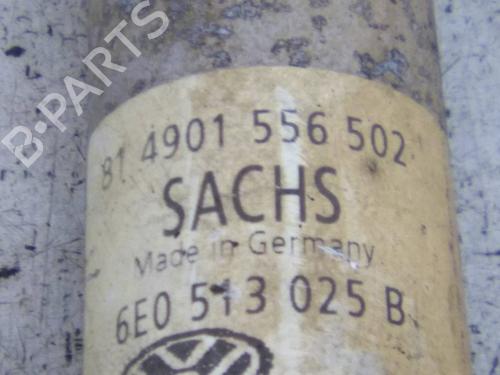 B-PARTS
81 4901 556 502
SACHS
Made in Germany
6E0 513 025 B